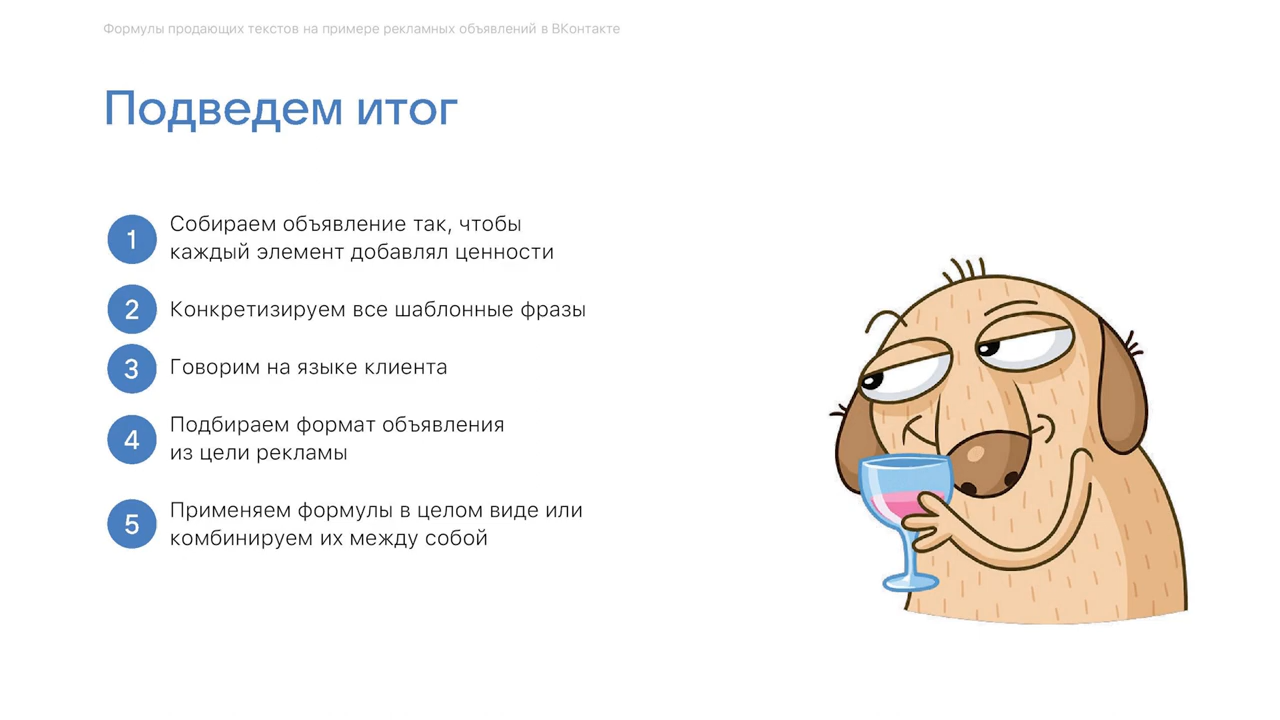 Формулы продающих текстов на примере рекламных объявлений в ВКонтакте
Подведем итог
1
Собираем объявление так, чтобы
каждый элемент добавлял ценности
2
Конкретизируем все шаблонные фразы
3
Говорим на языке клиента
4
Подбираем формат объявления
из цели рекламы
5
Применяем формулы в целом виде или
комбинируем их между собой